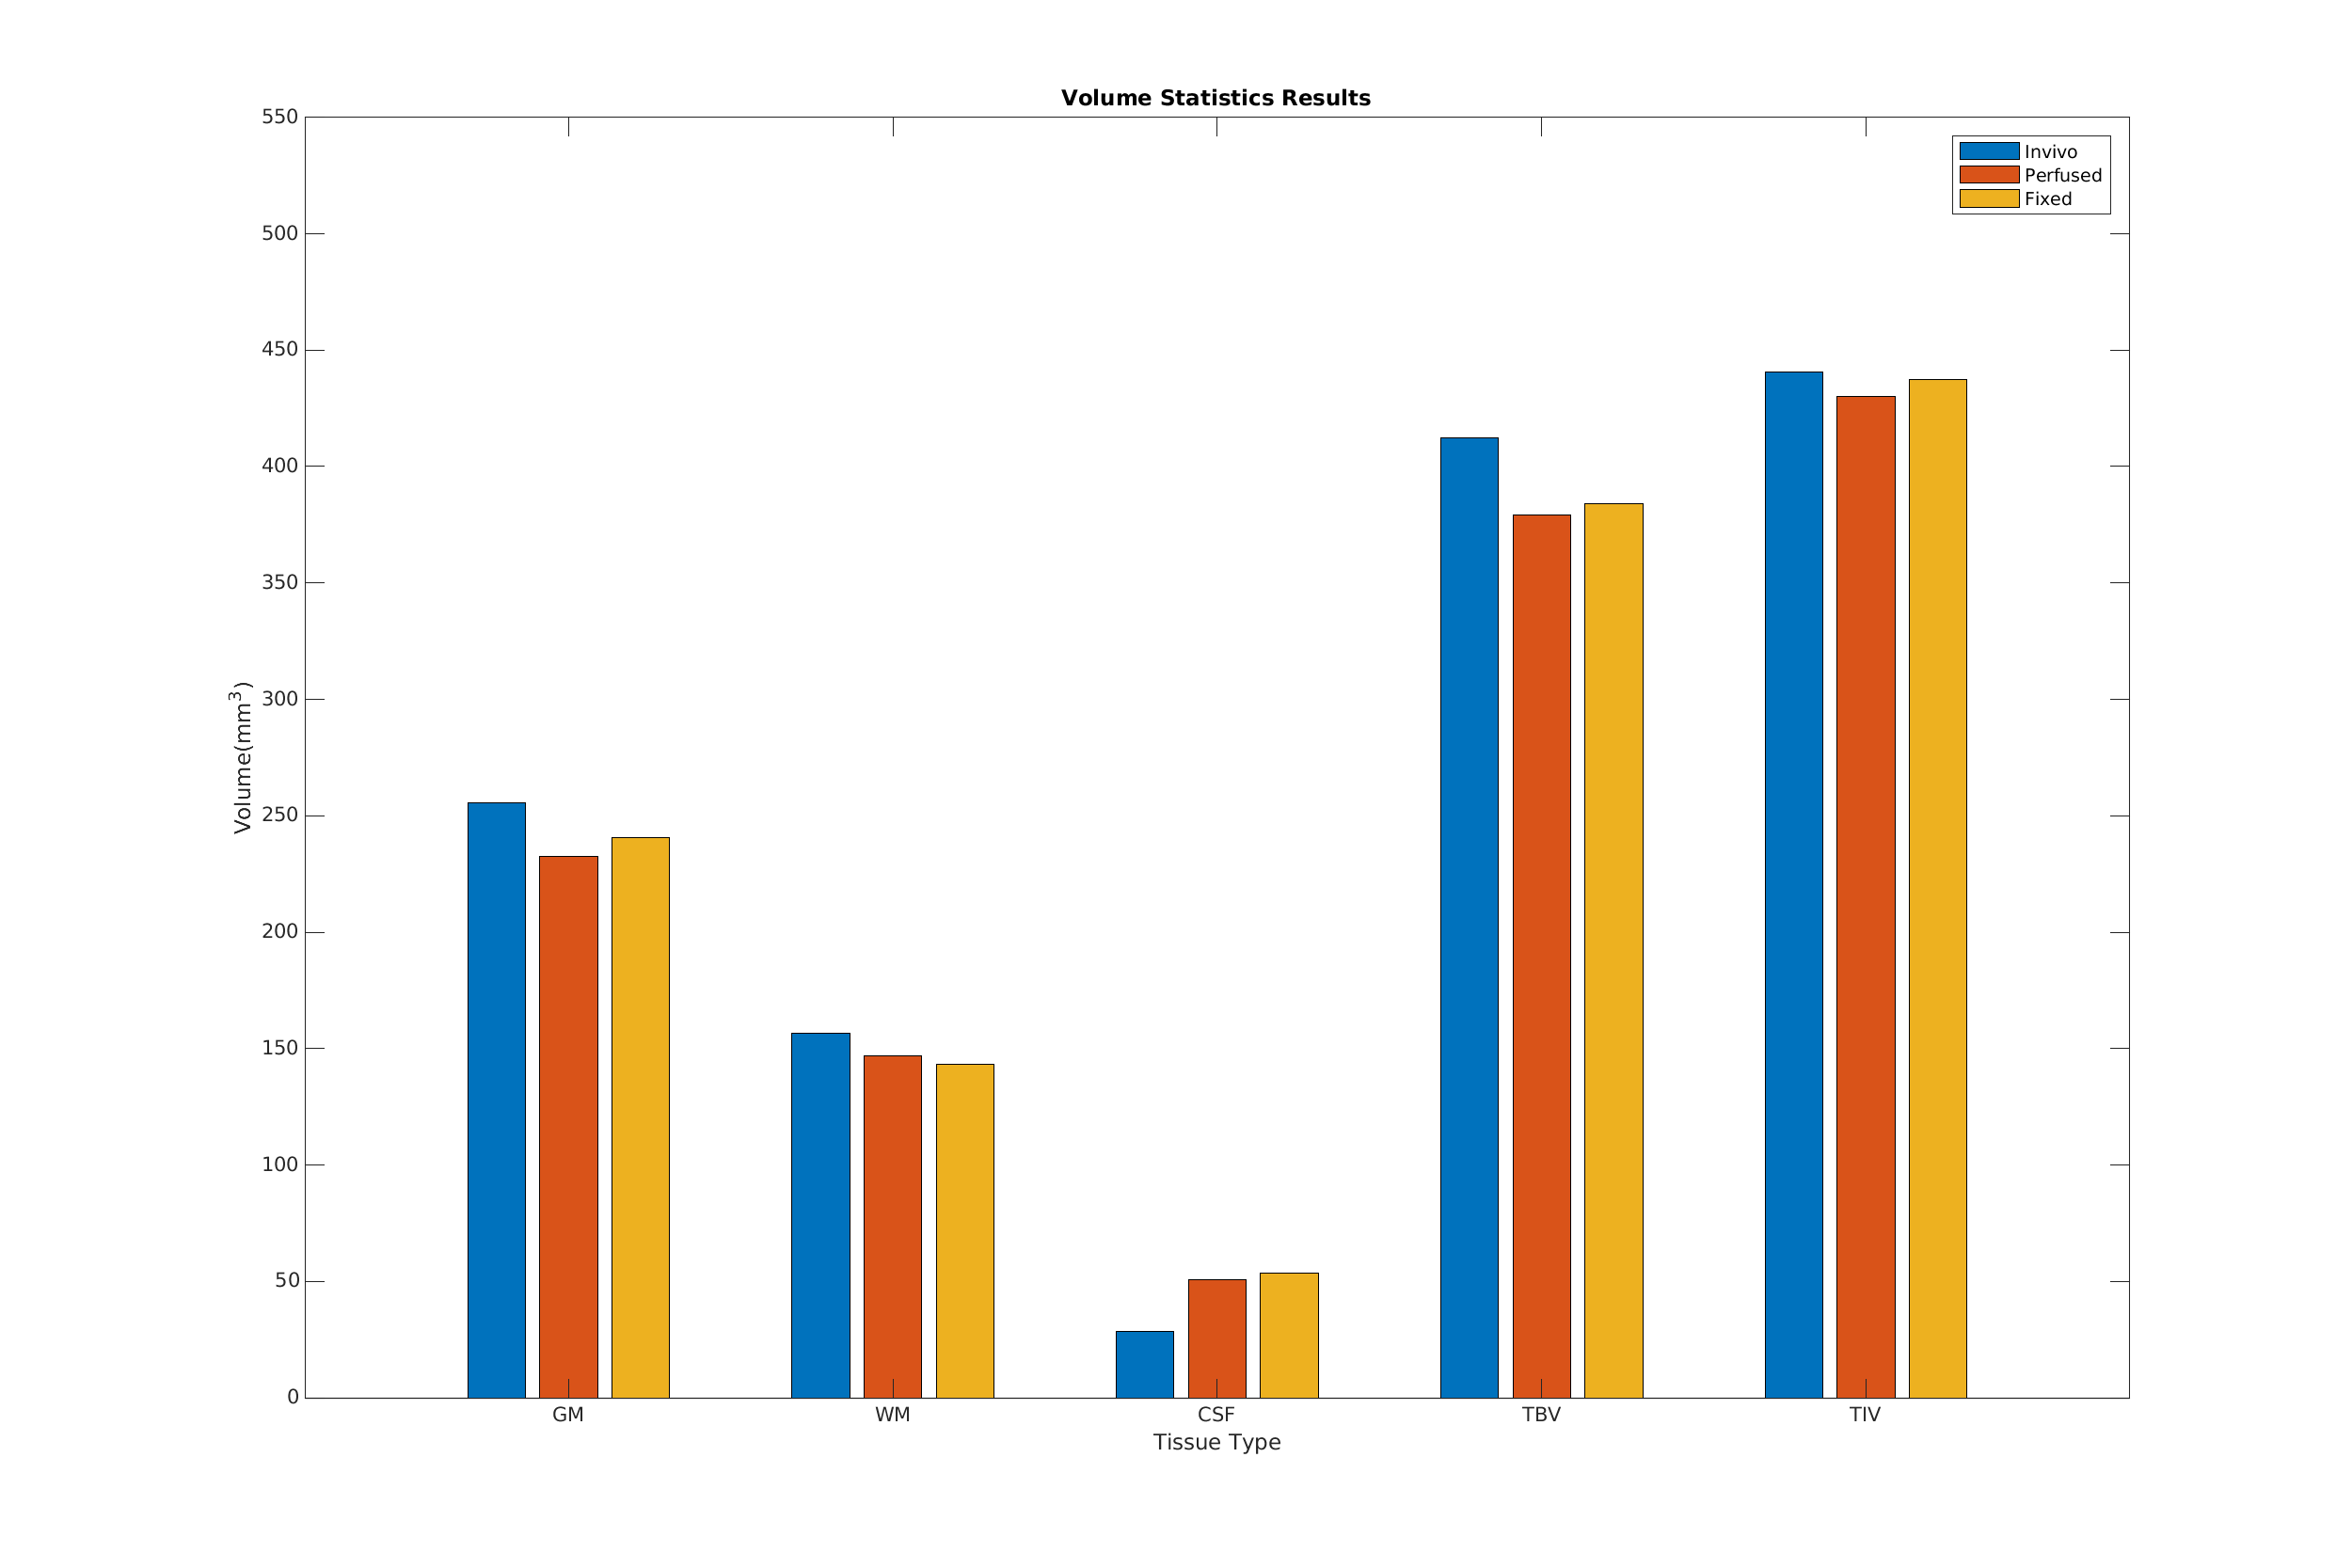 Volume Statistics Results
550
500
450
400
350
300
250
200
150
100
50
0
Volume(mm³)
Invivo
Perfused
Fixed
GM WM CSF TBV TIV
Tissue Type